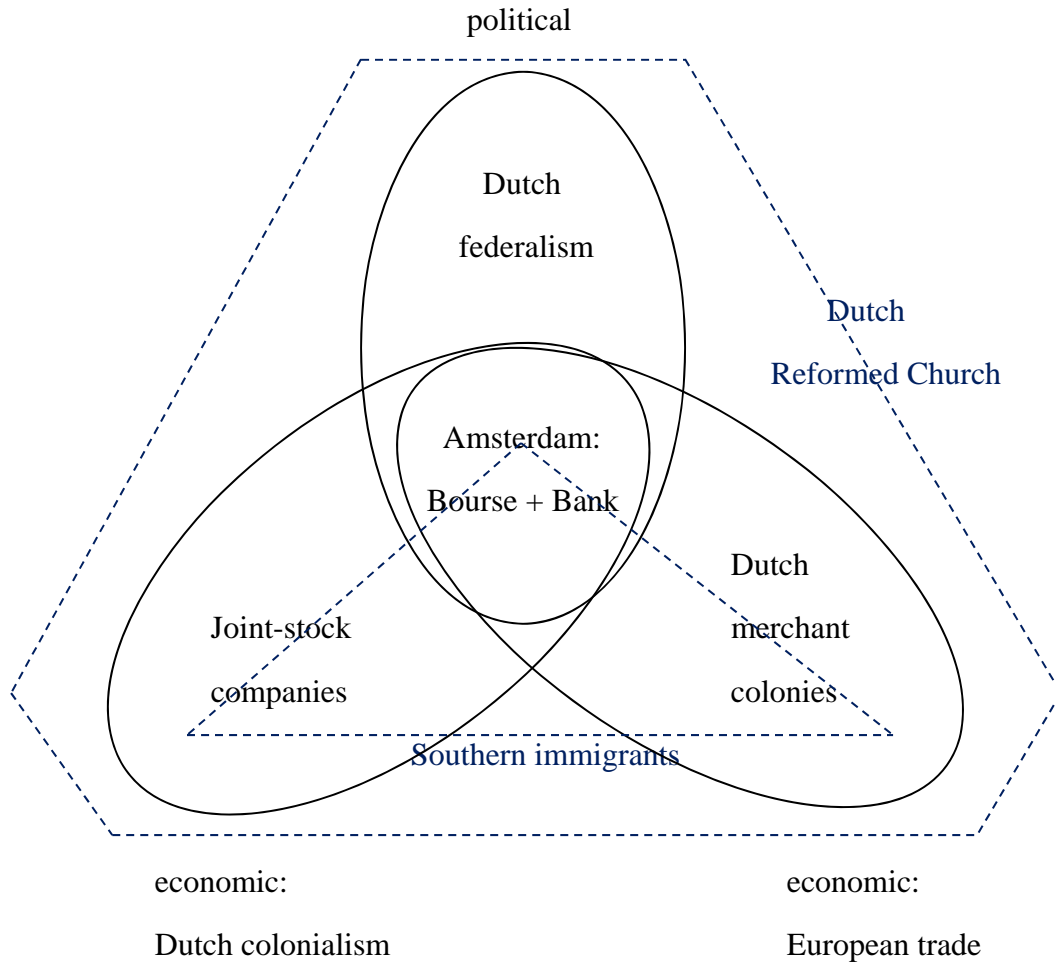 political
Dutch
federalism
Dutch
Reformed Church
Amsterdam:
Bourse + Bank
Dutch
merchant
colonies
Joint-stock
companies
Southern immigrants
economic:
Dutch colonialism
economic:
European trade